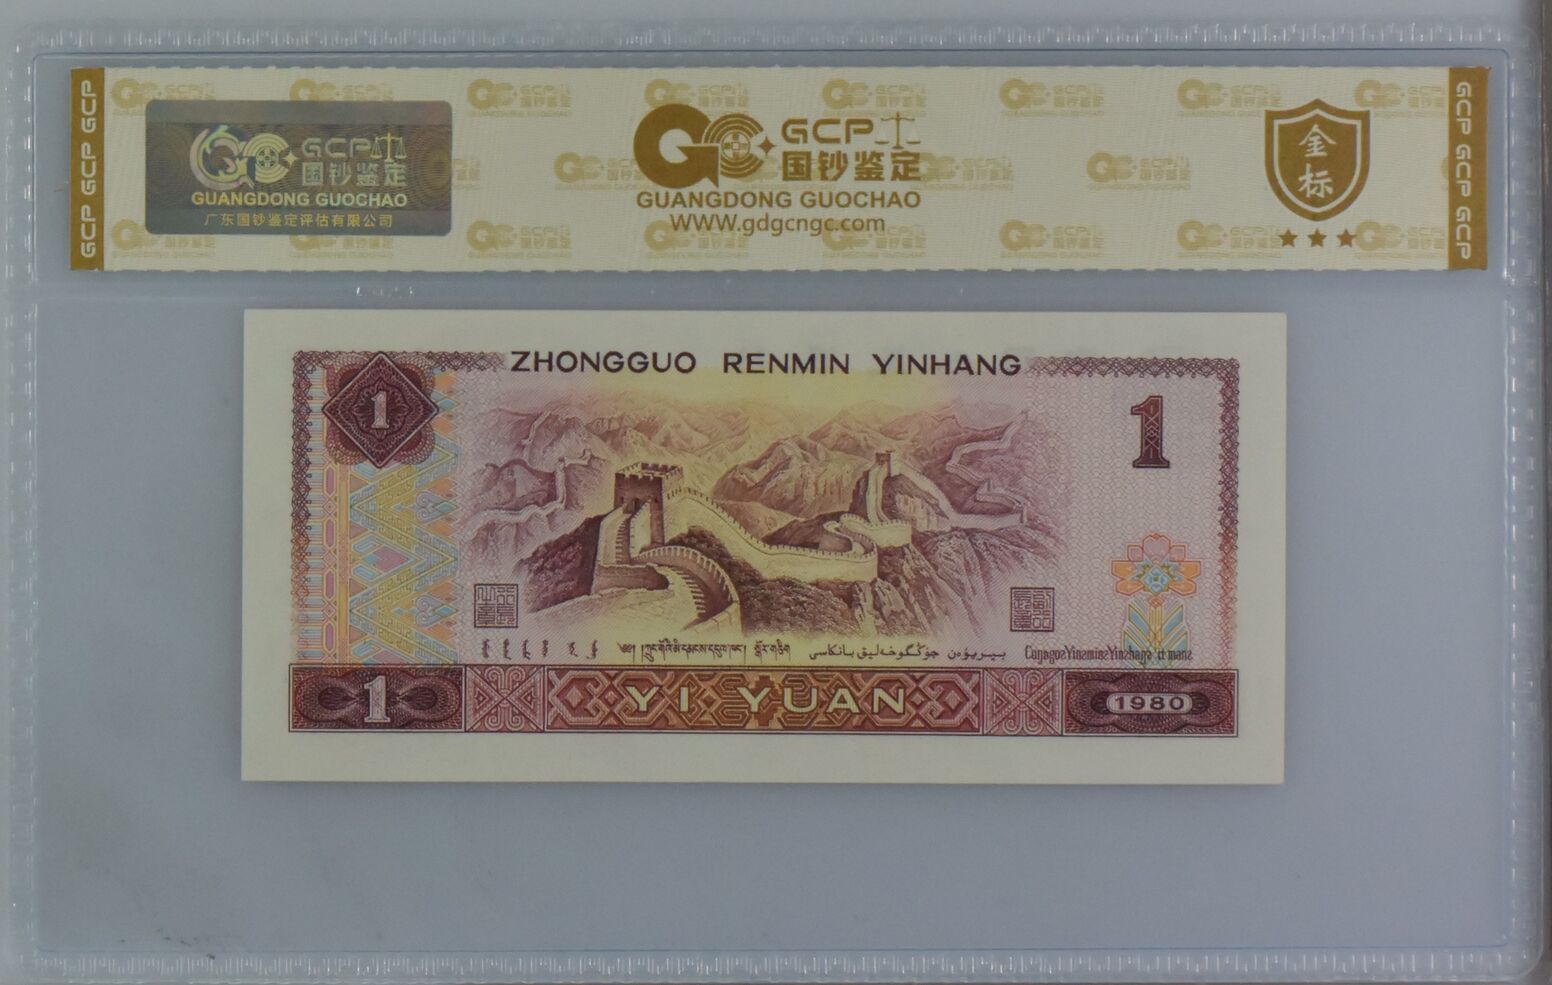 GCP GCP GCP
GCP 国钞鉴定
GUANGDONG GUOCHAO
广东国钞鉴定评估有限公司
GCP
国钞鉴定
GUANGDONG GUOCHAO
WWW.gdgcngc.com
金标
GCP GCP GCP
ZHONGGUO RENMIN YINHANG
1
1
1
YI YUAN
1980